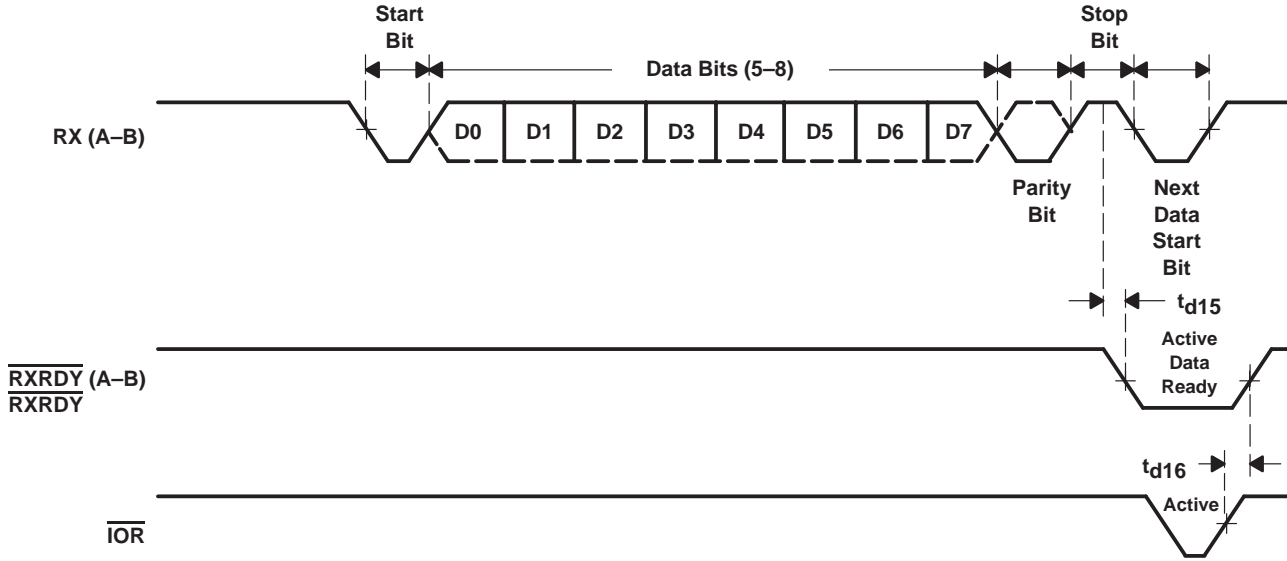 Start
Bit
Stop
Bit
Data Bits (5–8)
RX (A–B)
D0 D1 D2 D3 D4 D5 D6 D7
Parity
Bit
Next
Data
Start
Bit
td15
Active
Data
Ready
RXRDY (A–B)
RXRDY
td16
Active
IOR